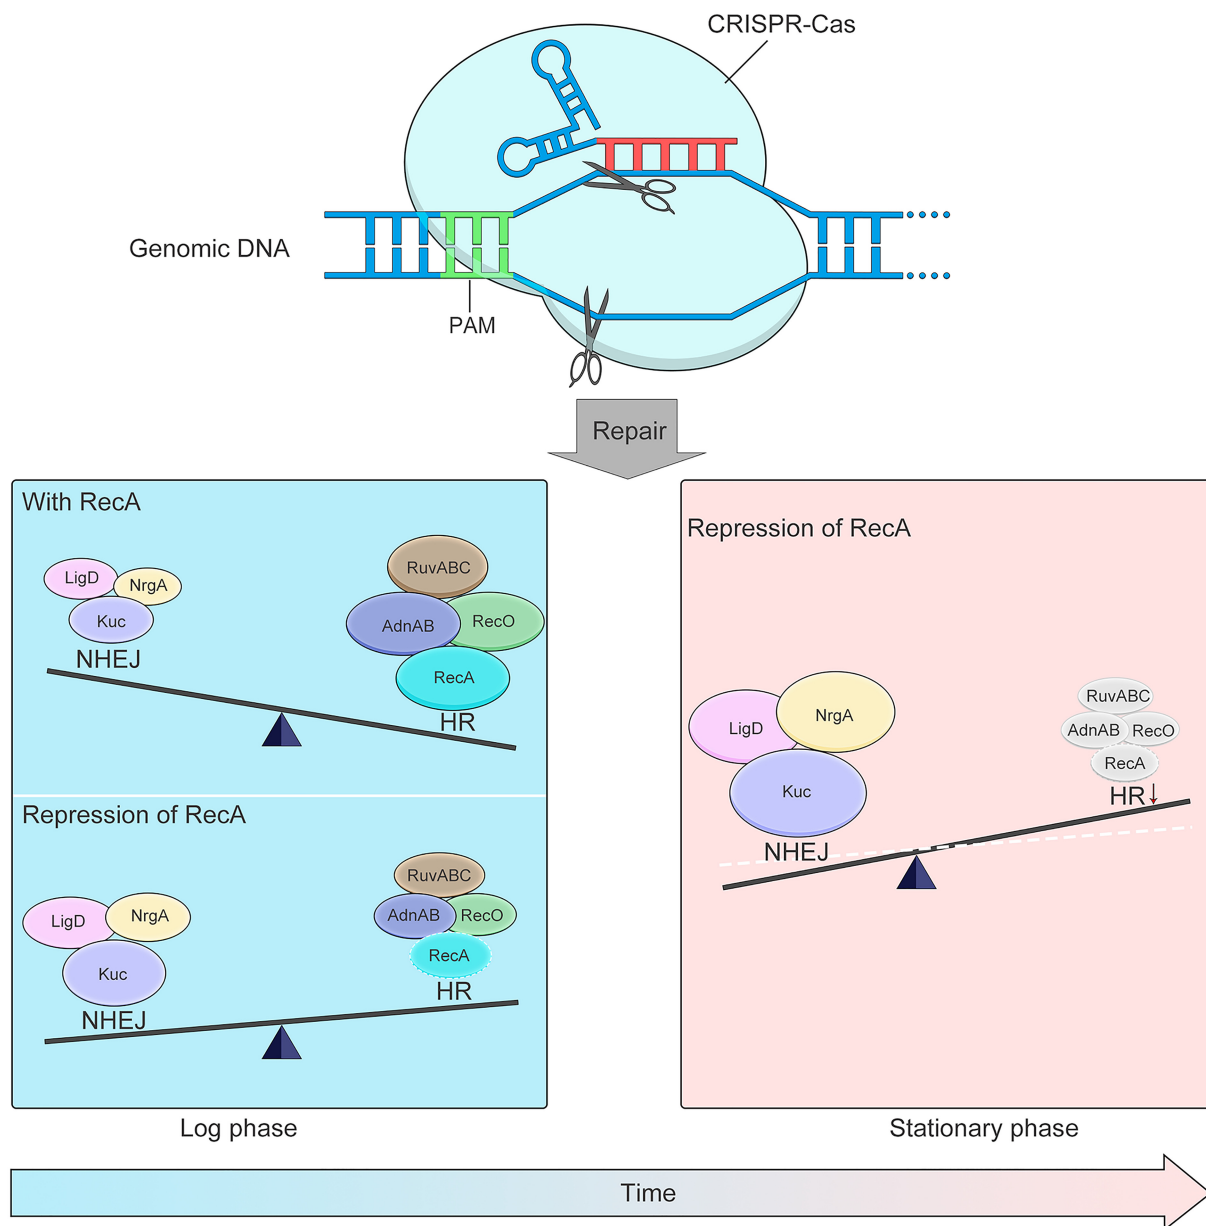 CRISPR-Cas
Genomic DNA
PAM
Repair
With RecA
LigD
NrgA
Kuc
NHEJ
RuvABC
AdnAB
RecO
RecA
HR
Repression of RecA
LigD
NrgA
Kuc
NHEJ
RuvABC
AdnAB
RecO
RecA
HR
Repression of RecA
LigD
NrgA
Kuc
NHEJ
RuvABC
AdnAB
RecO
RecA
HR↓
Log phase
Stationary phase
Time